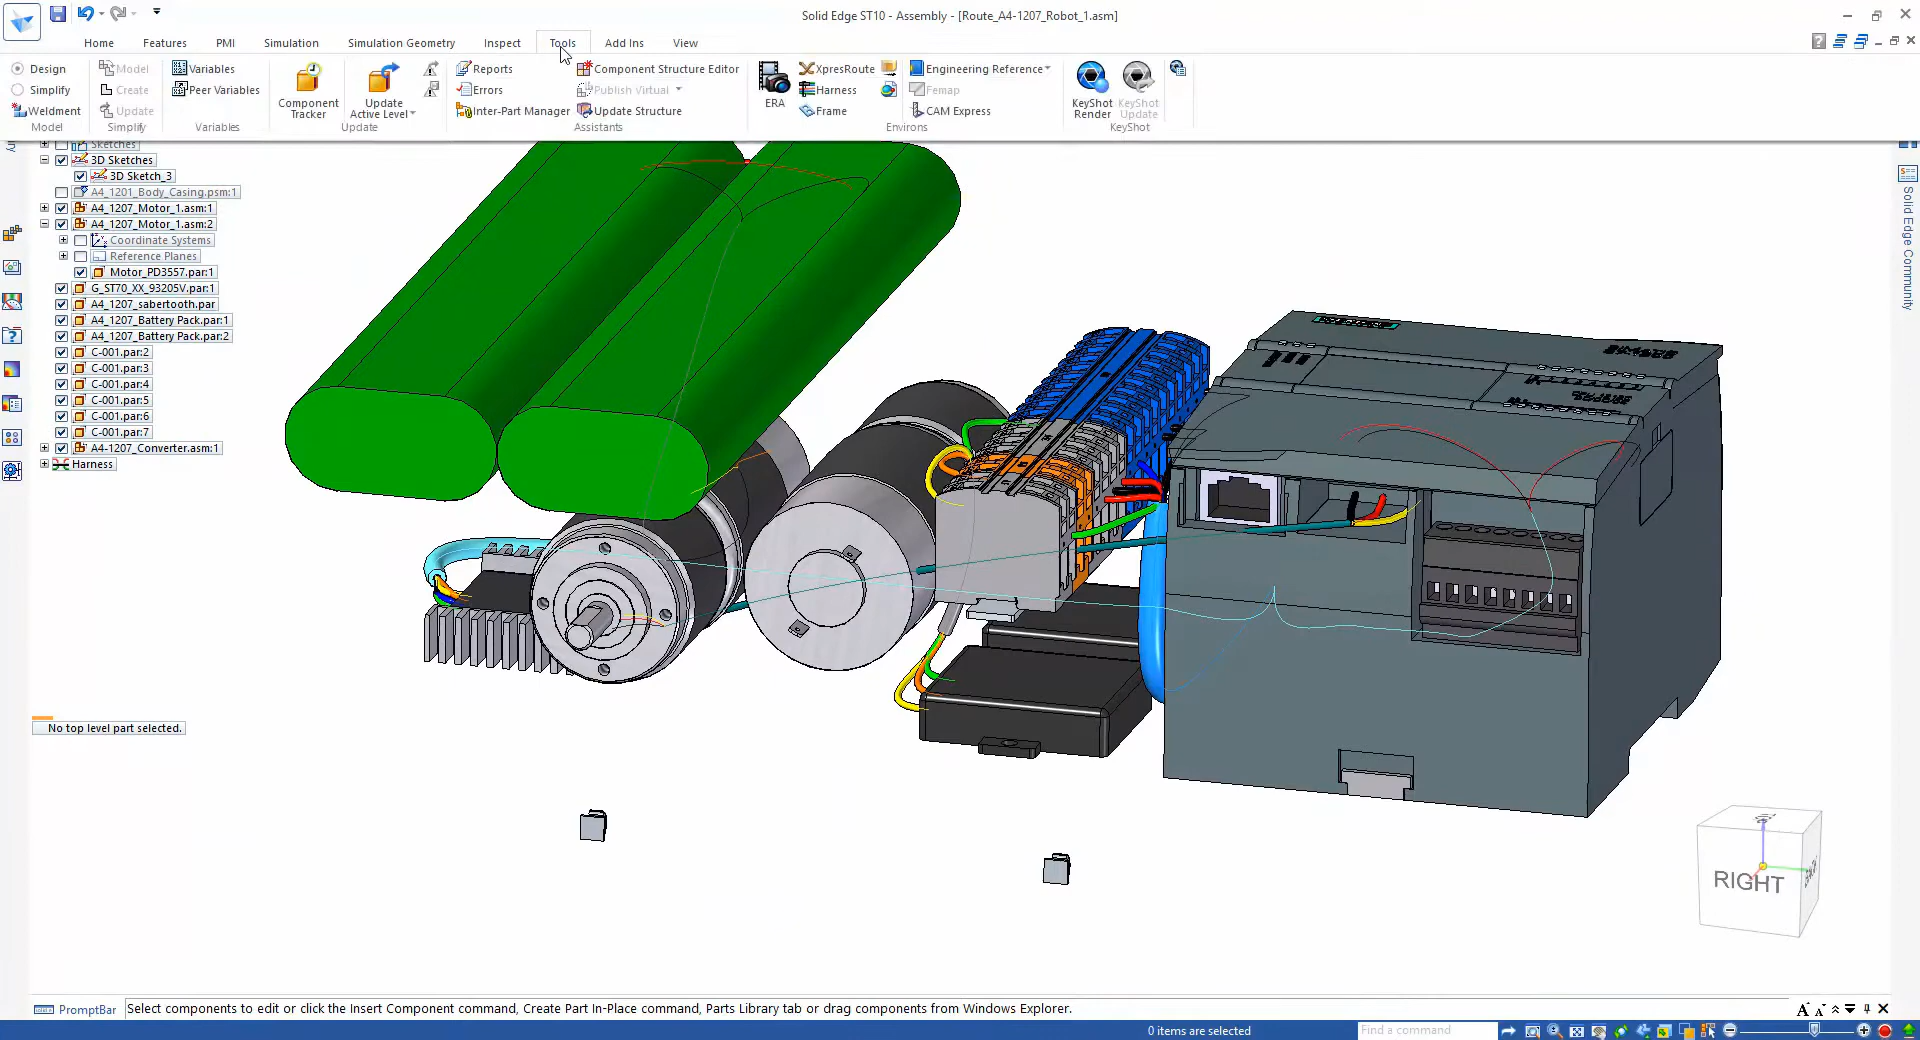 Solid Edge ST10 - Assembly - [Route_A4-1207_Robot_1.asm]
Home Features PMI Simulation Simulation Geometry Inspect Tools Add Ins View
Design
Simplify
Weldment
Model
Model
Create
Update
Simplify
Variables
Peer Variables
Variables
Component Tracker
Update Active Level
Update
Reports
Errors
Inter-Part Manager
Component Structure Editor
Publish Virtual
Update Structure
Assistants
ERA
XpresRoute
Harness
Frame
Engineering Reference
Femap
CAM Express
Environs
KeyShot Render
KeyShot Update
KeyShot
Sketches
3D Sketches
3D Sketch_3
A4_1201_Body_Casing.psm:1
A4_1207_Motor_1.asm:1
A4_1207_Motor_1.asm:2
Coordinate Systems
Reference Planes
Motor_PD3557.par:1
G_ST70_XX_93205V.par:1
A4_1207_sabertooth.par
A4_1207_Battery Pack.par:1
A4_1207_Battery Pack.par:2
C-001.par:2
C-001.par:3
C-001.par:4
C-001.par:5
C-001.par:6
C-001.par:7
A4-1207_Converter.asm:1
Harness
No top level part selected.
Solid Edge Community
RIGHT
PromptBar
Select components to edit or click the Insert Component command, Create Part In-Place command, Parts Library tab or drag components from Windows Explorer.
0 items are selected
Find a command